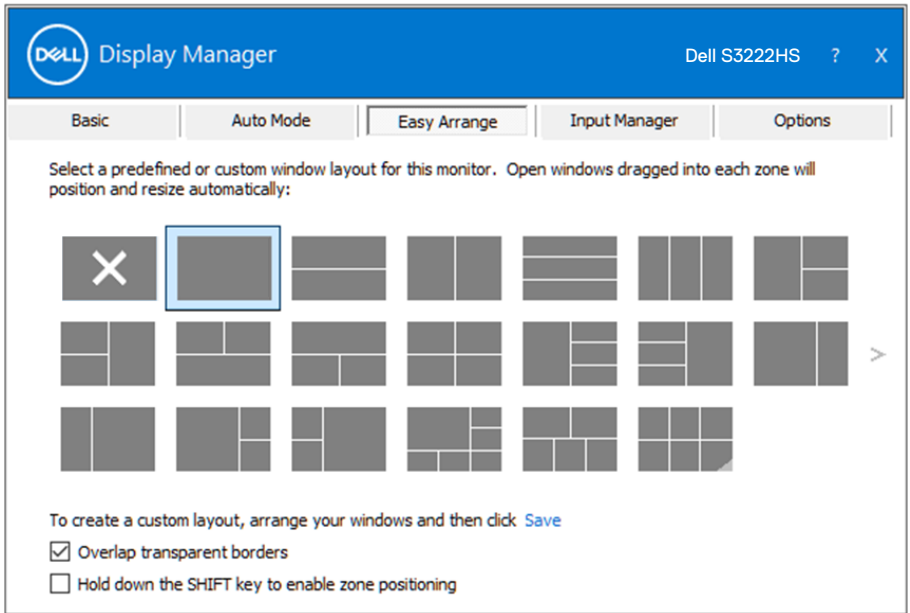 DELL Display Manager Dell S3222HS ? X
Basic Auto Mode Easy Arrange Input Manager Options
Select a predefined or custom window layout for this monitor. Open windows dragged into each zone will
position and resize automatically:
>
To create a custom layout, arrange your windows and then click Save
Overlap transparent borders
Hold down the SHIFT key to enable zone positioning